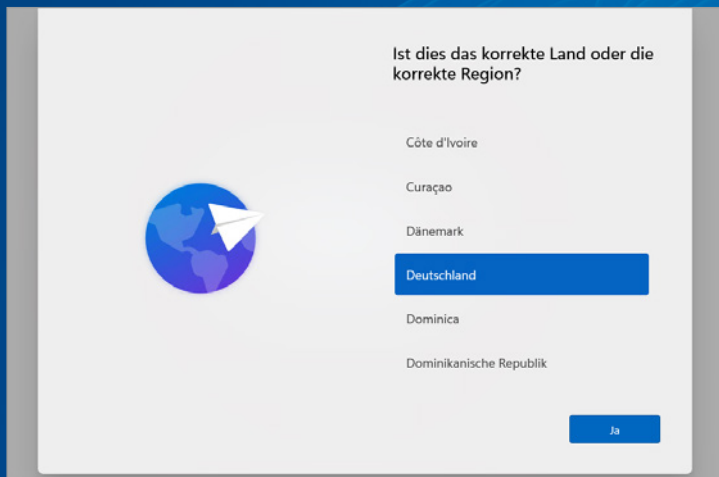 Ist dies das korrekte Land oder die
korrekte Region?
Côte d'Ivoire
Curaçao
Dänemark
Deutschland
Dominica
Dominikanische Republik
Ja